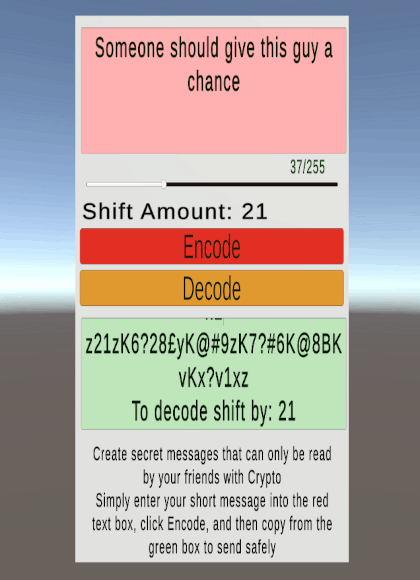 Someone should give this guy a
chance
37/255
Shift Amount: 21
Encode
Decode
z21zK6?28£yK@#9zK7?#6K@8BK
vKx?v1xz
To decode shift by: 21
Create secret messages that can only be read
by your friends with Crypto
Simply enter your short message into the red
text box, click Encode, and then copy from the
green box to send safely